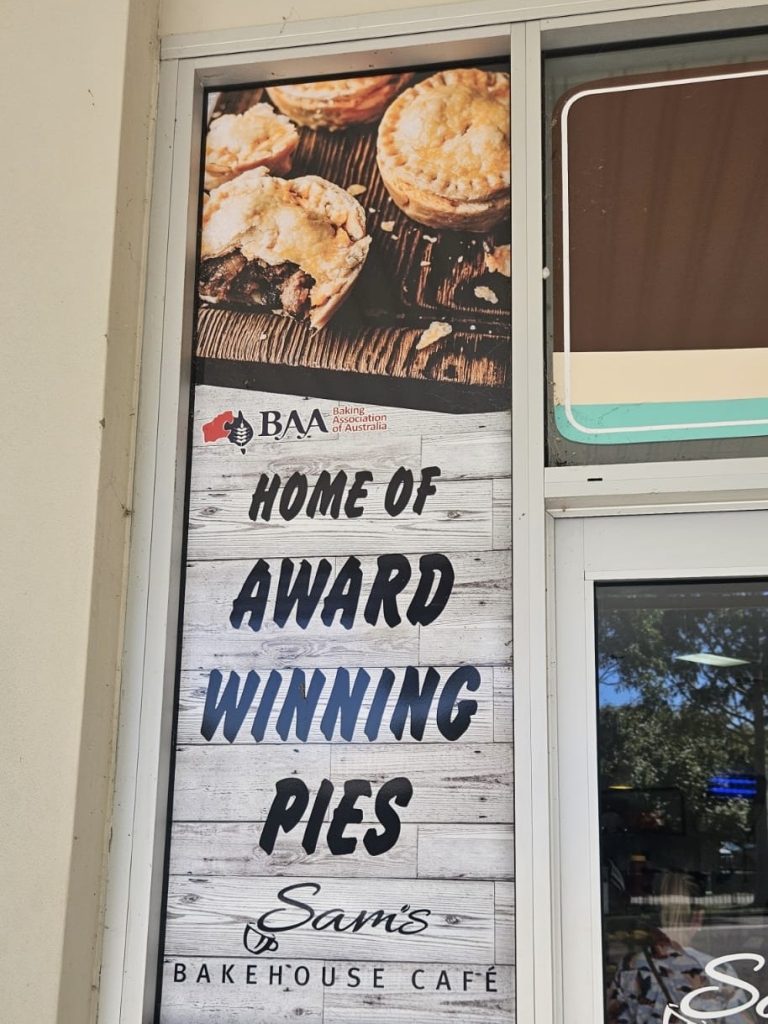 BAA Baking
Association
of Australia
HOME OF
AWARD
WINNING
PIES
Sam's
BAKEHOUSE CAFÉ